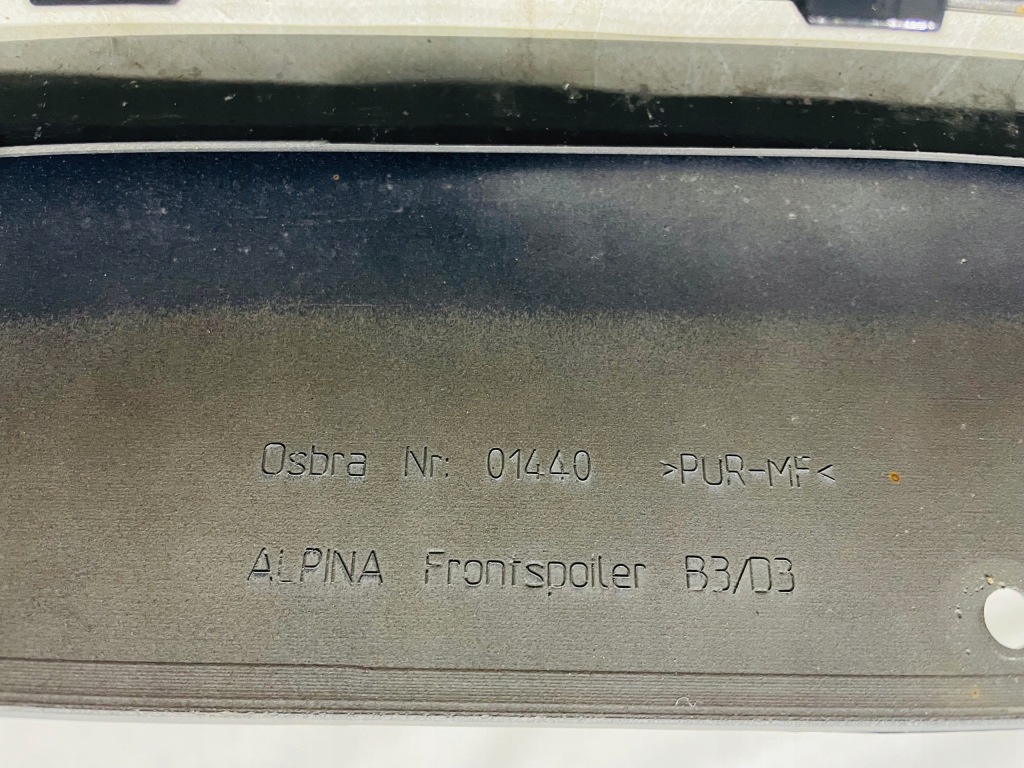 Osbra Nr: 01440 >PUR-MF<
ALPINA Frontspoiler B3/D3